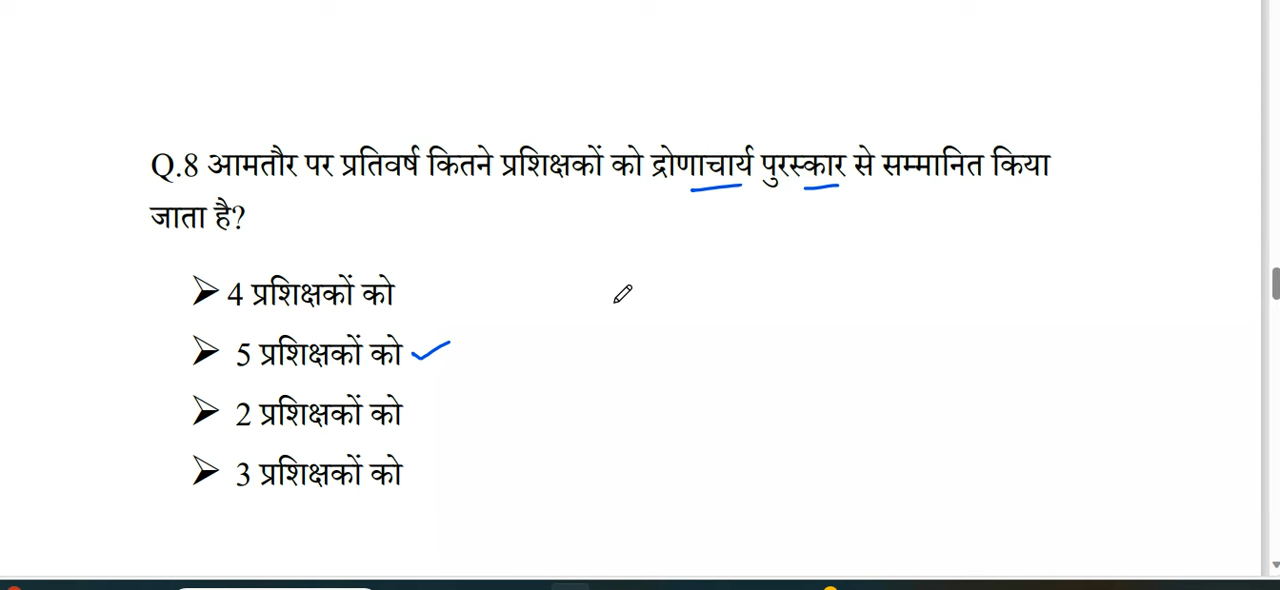 Q.8 आमतौर पर प्रतिवर्ष कितने प्रशिक्षकों को द्रोणाचार्य पुरस्कार से सम्मानित किया
जाता है?
➢ 4 प्रशिक्षकों को
➢ 5 प्रशिक्षकों को
➢ 2 प्रशिक्षकों को
➢ 3 प्रशिक्षकों को